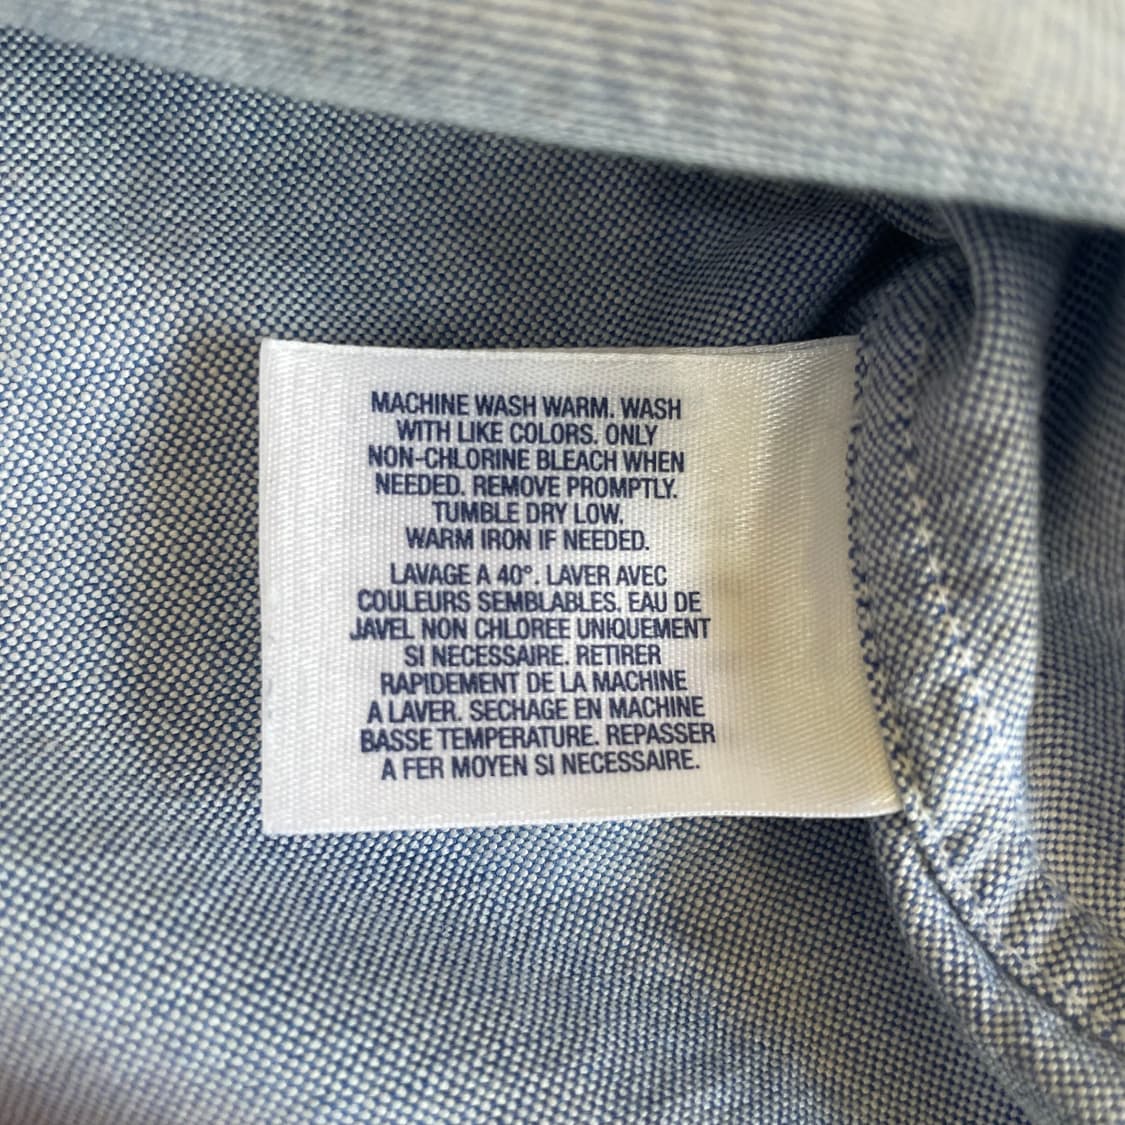 MACHINE WASH WARM. WASH
WITH LIKE COLORS. ONLY
NON-CHLORINE BLEACH WHEN
NEEDED. REMOVE PROMPTLY.
TUMBLE DRY LOW.
WARM IRON IF NEEDED.
LAVAGE A 40°. LAVER AVEC
COULEURS SEMBLABLES. EAU DE
JAVEL NON CHLOREE UNIQUEMENT
SI NECESSAIRE. RETIRER
RAPIDEMENT DE LA MACHINE
A LAVER. SECHAGE EN MACHINE
BASSE TEMPERATURE. REPASSER
A FER MOYEN SI NECESSAIRE.